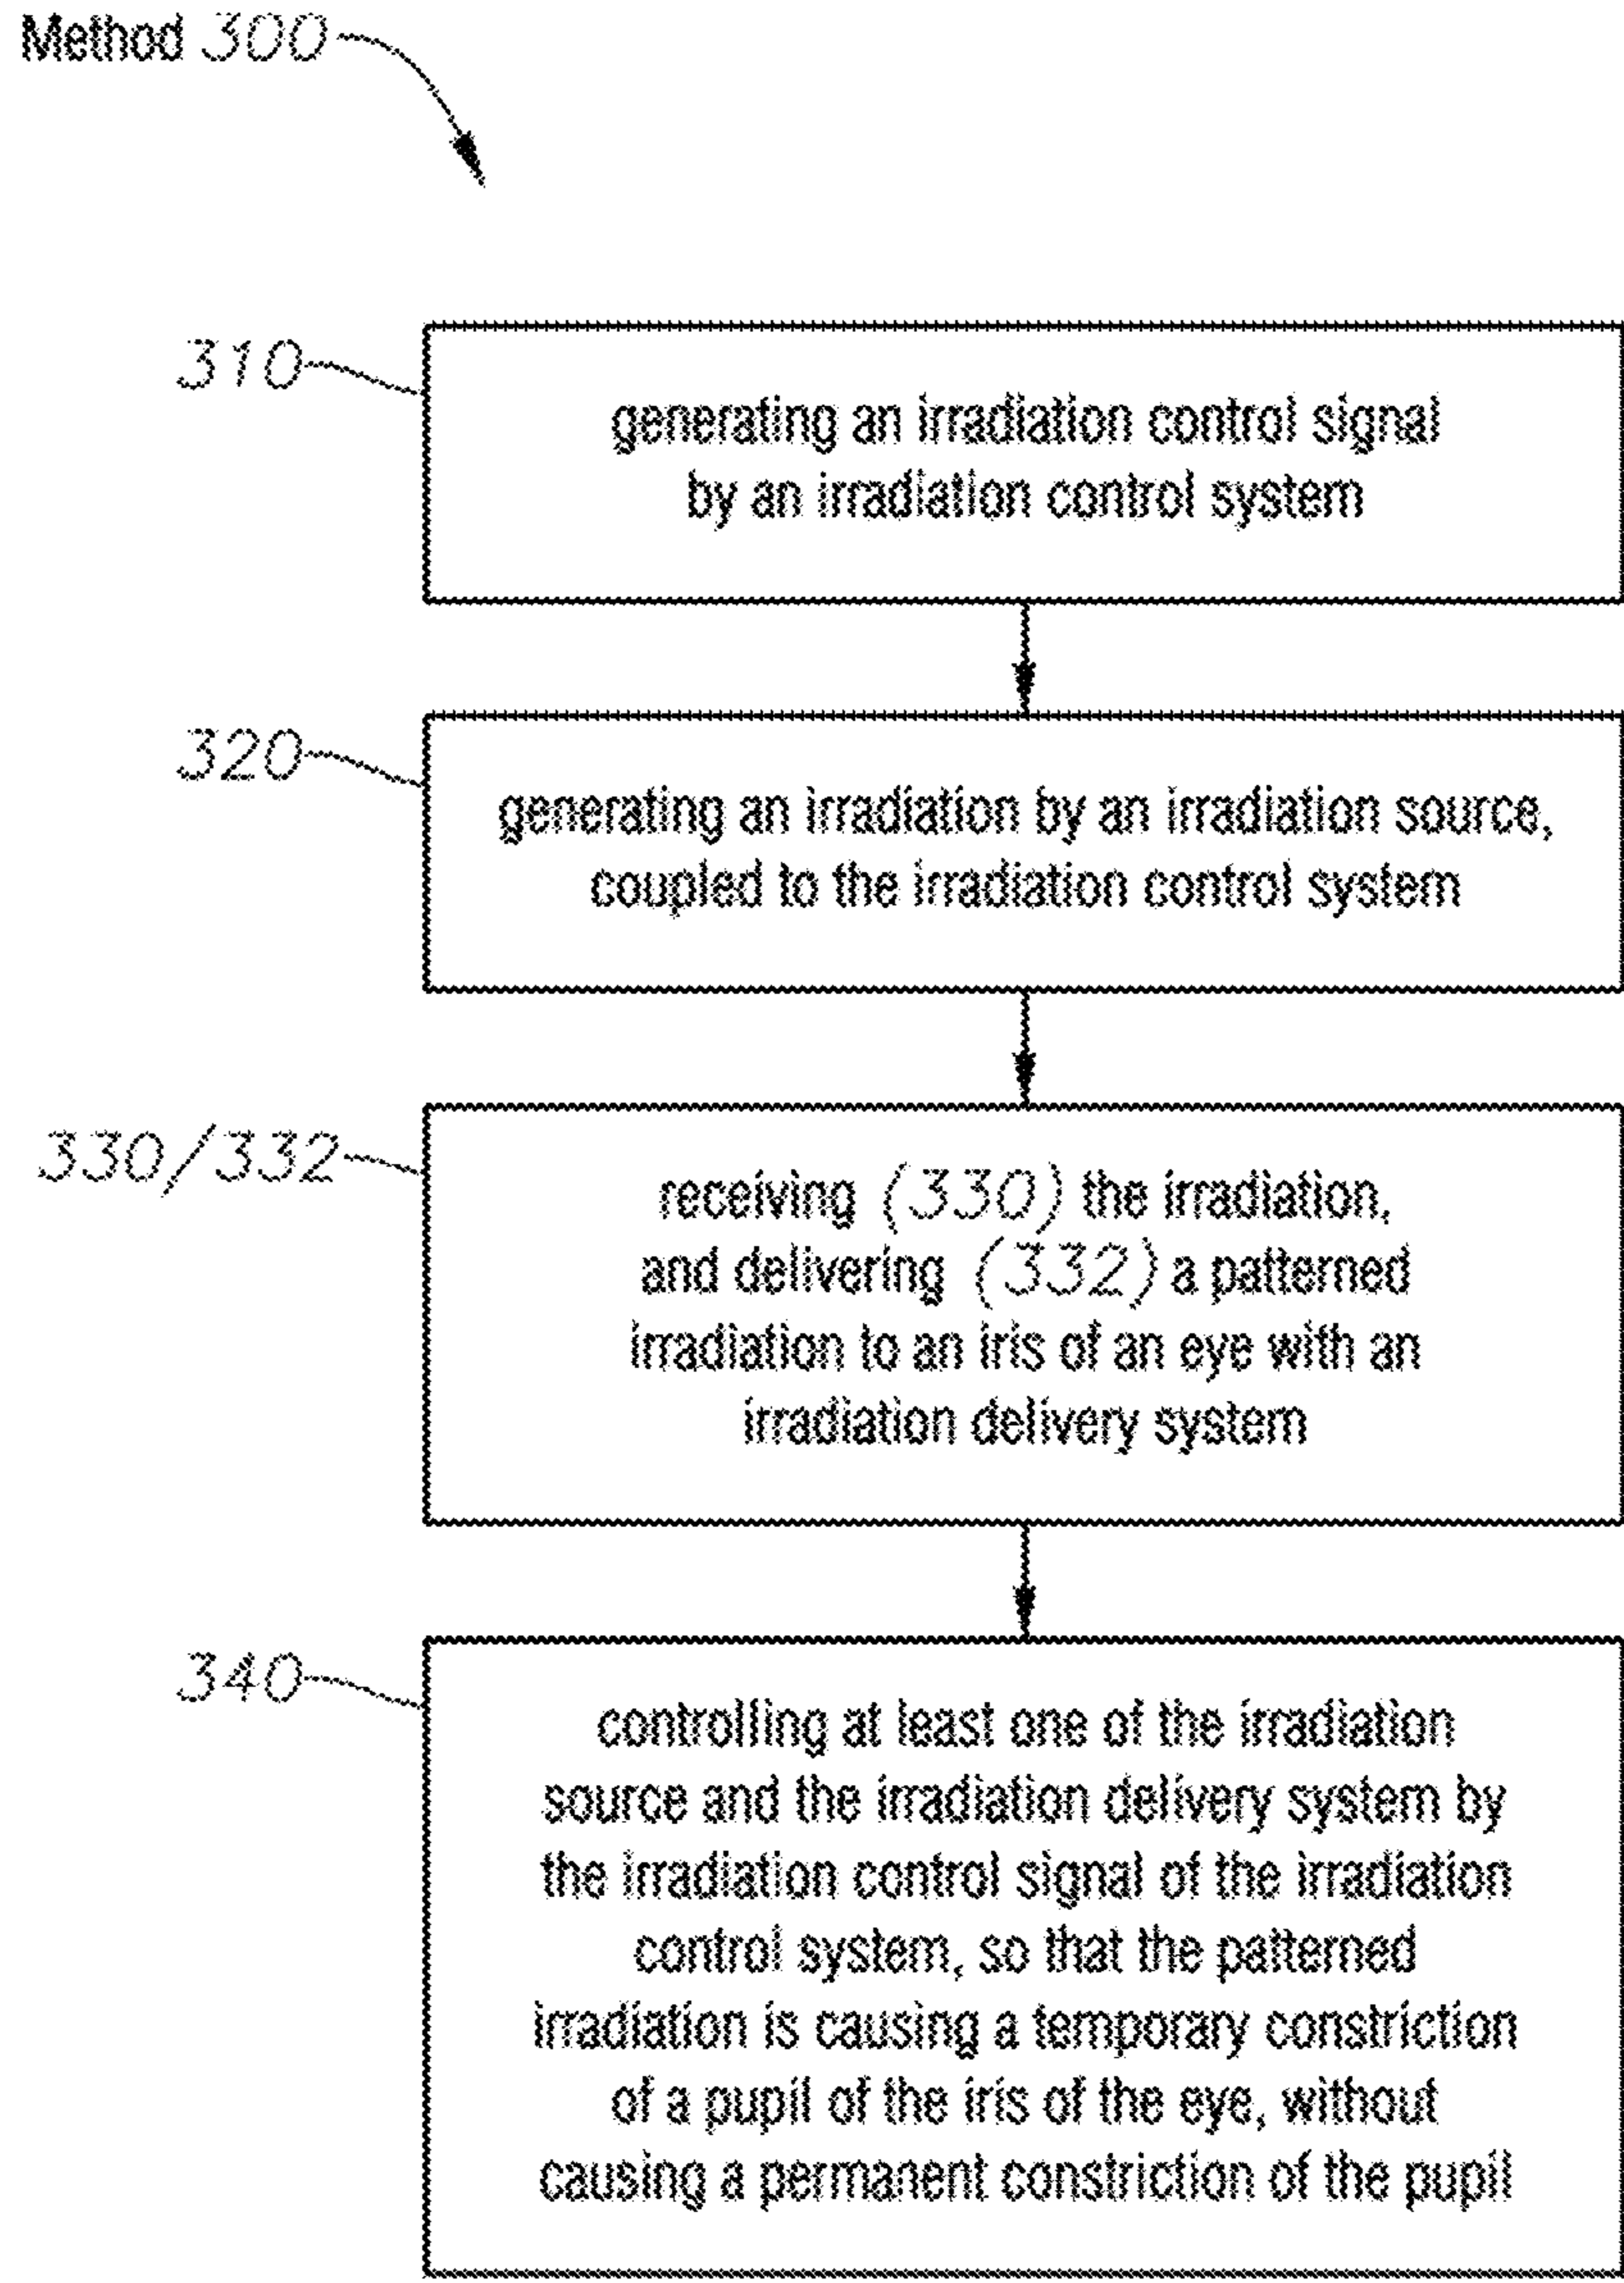 Method 300
310
generating an irradiation control signal
by an irradiation control system
320
generating an irradiation by an irradiation source,
coupled to the irradiation control system
330/332
receiving (330) the irradiation,
and delivering (332) a patterned
irradiation to an iris of an eye with an
irradiation delivery system
340
controlling at least one of the irradiation
source and the irradiation delivery system by
the irradiation control signal of the irradiation
control system, so that the patterned
irradiation is causing a temporary constriction
of a pupil of the iris of the eye, without
causing a permanent constriction of the pupil